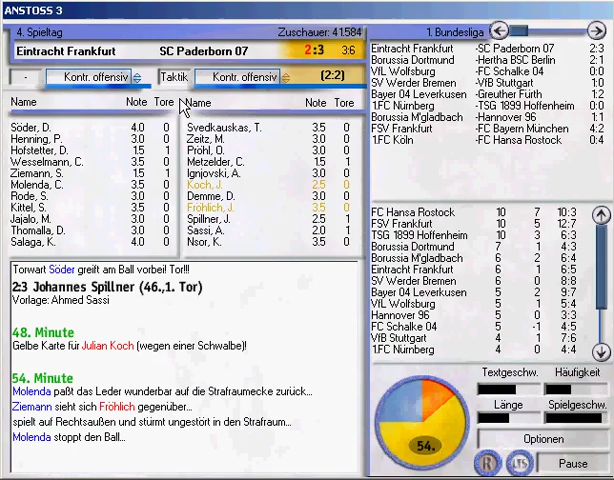 ANSTOSS 3
4. Spieltag Zuschauer: 41.584
Eintracht Frankfurt SC Paderborn 07 2:3 3:6
- Kontr. offensiv Taktik Kontr. offensiv (2:2)
Name Note Tore Name Note Tore
Söder, D. 4.0 0 Svedkauskas, T. 3.5 0
Henning, P. 3.0 0 Zeitz, M. 3.0 0
Hofstetter, D. 1.5 1 Pröhl, O. 3.0 0
Wesselmann, C. 3.5 0 Metzelder, C. 1.5 1
Ziemann, S. 1.5 1 Ignjovski, A. 3.0 0
Molenda, C. 3.5 0 Koch, J. 2.5 0
Rode, S. 3.0 0 Demme, D. 3.0 0
Kittel, S. 3.5 0 Fröhlich, J. 3.5 0
Jajalo, M. 3.0 0 Spillner, J. 2.5 1
Thomalla, D. 3.0 0 Sassi, A. 2.0 1
Salaga, K. 4.0 0 Nsor, K. 3.5 0
Torwart Söder greift am Ball vorbei! Tor!!!
2:3 Johannes Spillner (46.,1. Tor)
Vorlage: Ahmed Sassi
48. Minute
Gelbe Karte für Julian Koch (wegen einer Schwalbe)!
54. Minute
Molenda paßt das Leder wunderbar auf die Strafraumecke zurück...
Ziemann sieht sich Fröhlich gegenüber...
spielt auf Rechtsaußen und stürmt ungestört in den Strafraum...
Molenda stoppt den Ball...
1. Bundesliga
Eintracht Frankfurt -SC Paderborn 07 2:3
Borussia Dortmund -Hertha BSC Berlin 2:1
VfL Wolfsburg -FC Schalke 04 0:0
SV Werder Bremen -VfB Stuttgart 1:0
Bayer 04 Leverkusen -Greuther Fürth 1:2
1.FC Nürnberg -TSG 1899 Hoffenheim 0:0
Borussia M'gladbach -Hannover 96 1:1
FSV Frankfurt -FC Bayern München 4:2
1.FC Köln -FC Hansa Rostock 0:4
FC Hansa Rostock 10 7 10:3
FSV Frankfurt 10 5 12:7
TSG 1899 Hoffenheim 10 3 6:3
Borussia Dortmund 7 1 4:3
Borussia M'gladbach 6 2 6:4
Eintracht Frankfurt 6 1 6:5
SV Werder Bremen 6 0 8:8
Bayer 04 Leverkusen 5 2 9:7
VfL Wolfsburg 5 1 5:4
Hannover 96 5 0 3:3
FC Schalke 04 5 -1 4:5
VfB Stuttgart 4 1 7:6
1.FC Nürnberg 4 0 4:4
Textgeschw. Häufigkeit
Länge Spielgeschw.
54.
Optionen
R LTS Pause